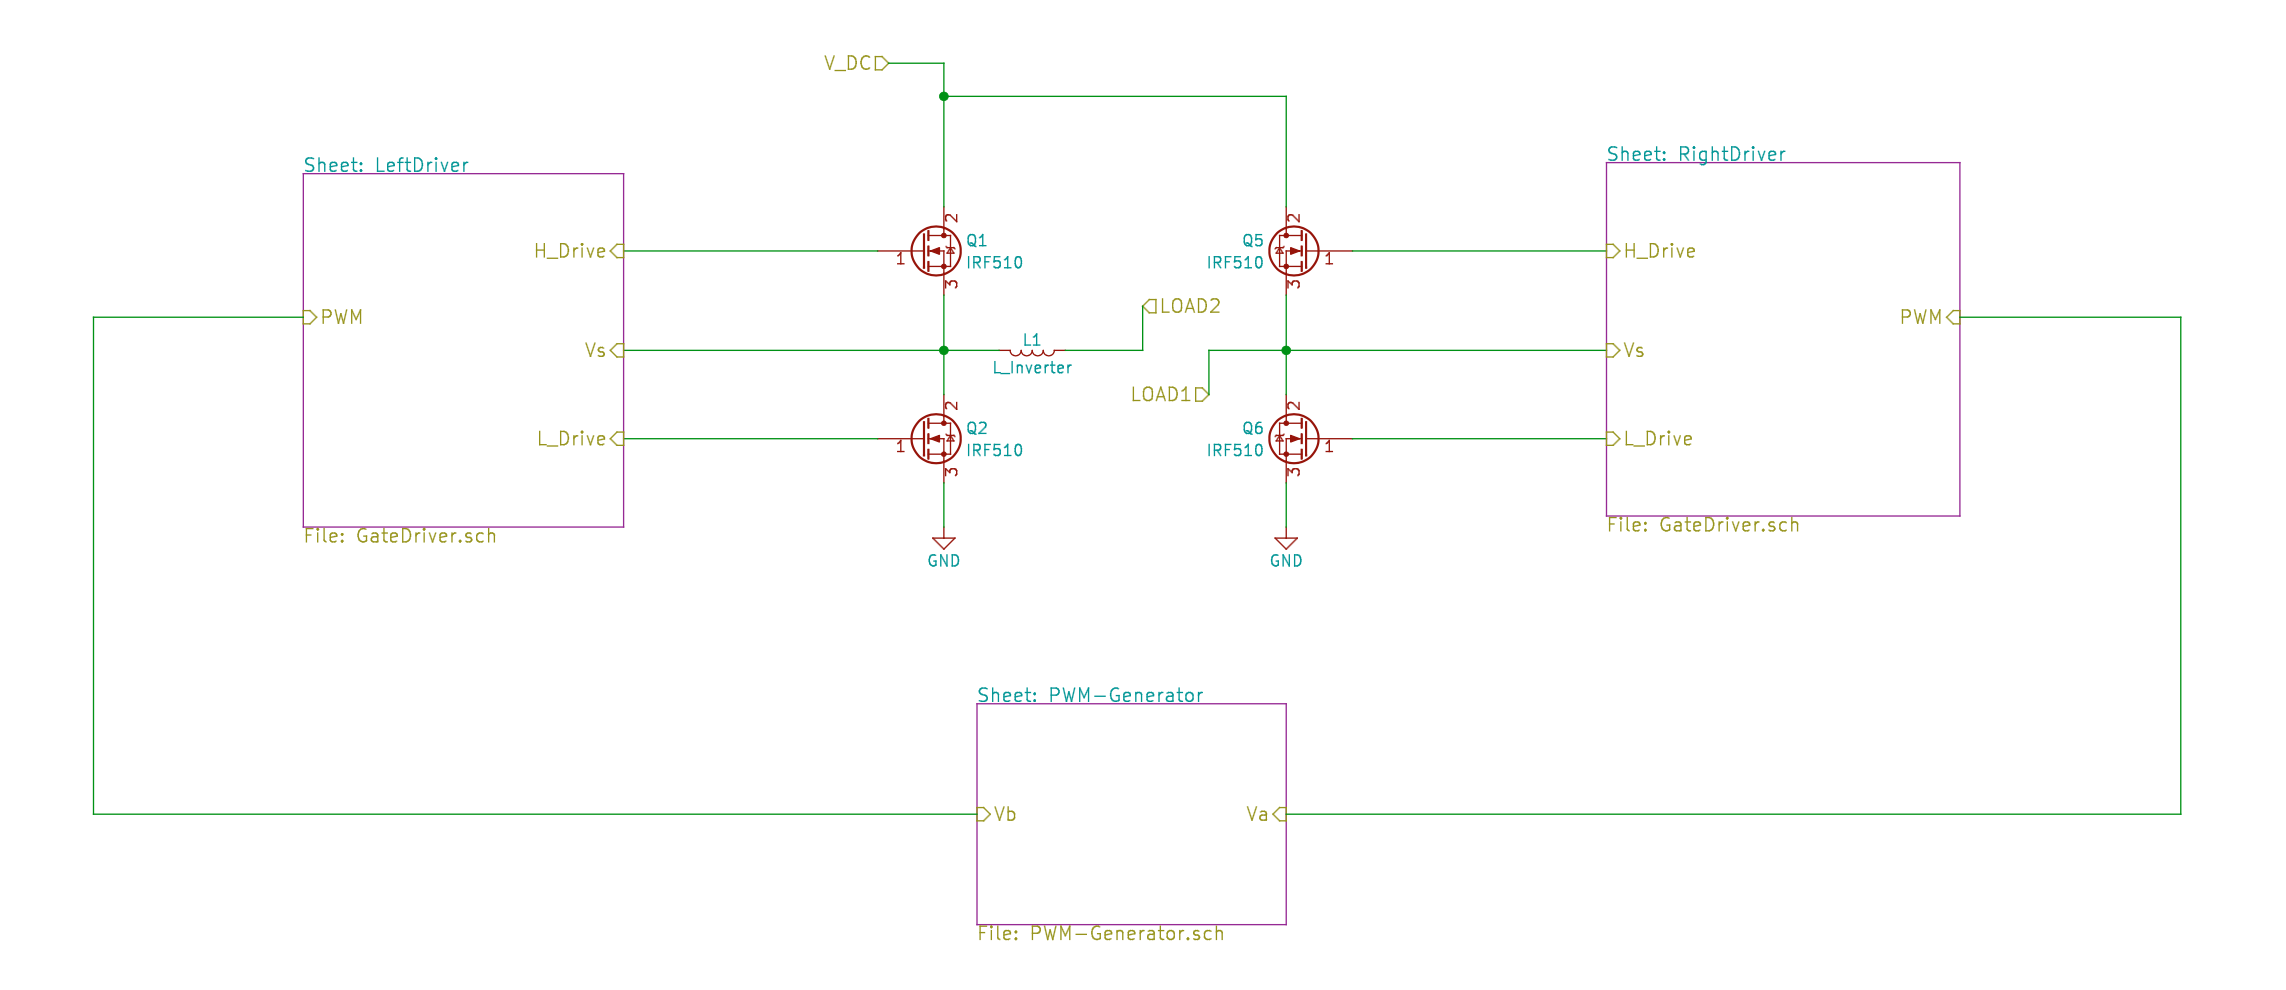 V_DC
Sheet: LeftDriver
Sheet: RightDriver
2
2
Q1
Q5
H_Drive
H_Drive
1
IRF510
IRF510
1
3
3
LOAD2
PWM
PWM
L1
Vs
Vs
L_Inverter
LOAD1
2
2
Q2
Q6
L_Drive
L_Drive
1
IRF510
IRF510
1
3
3
File: GateDriver.sch
File: GateDriver.sch
GND
GND
Sheet: PWM-Generator
Vb
Va
File: PWM-Generator.sch